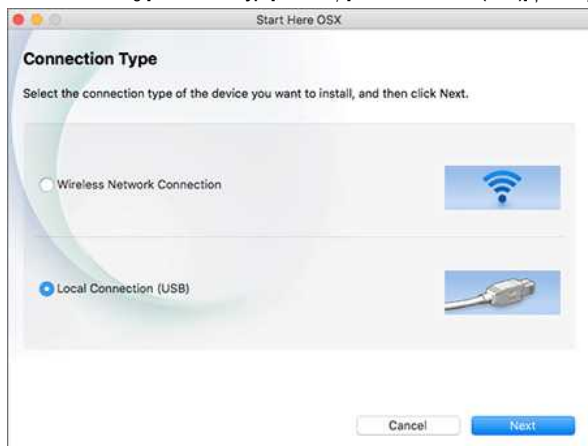 Start Here OSX
Connection Type
Select the connection type of the device you want to install, and then click Next.
Wireless Network Connection
Local Connection (USB)
Cancel Next